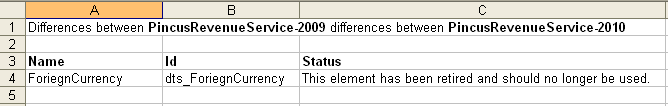 A B C
1 Differences between PincusRevenueService-2009 differences between PincusRevenueService-2010
2
3 Name Id Status
4 ForiegnCurrency dts_ForiegnCurrency This element has been retired and should no longer be used.
5